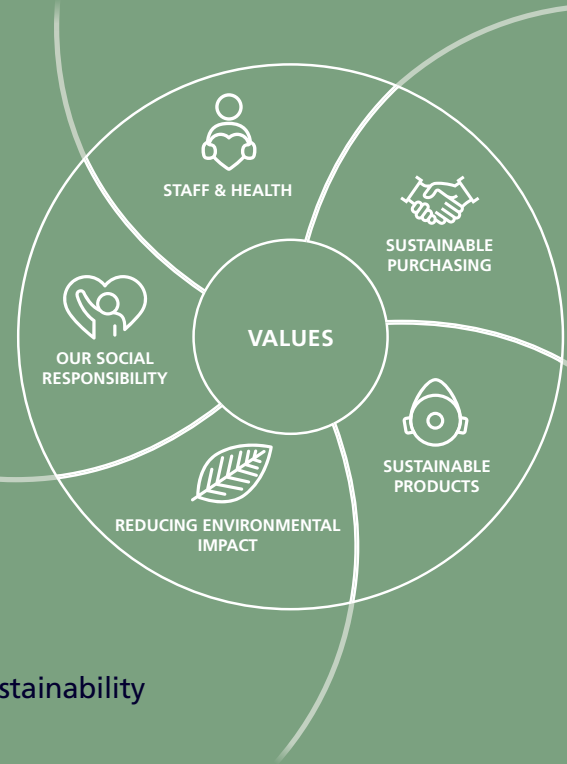 STAFF & HEALTH
SUSTAINABLE
PURCHASING
VALUES
OUR SOCIAL
RESPONSIBILITY
SUSTAINABLE
PRODUCTS
REDUCING ENVIRONMENTAL
IMPACT
stainability